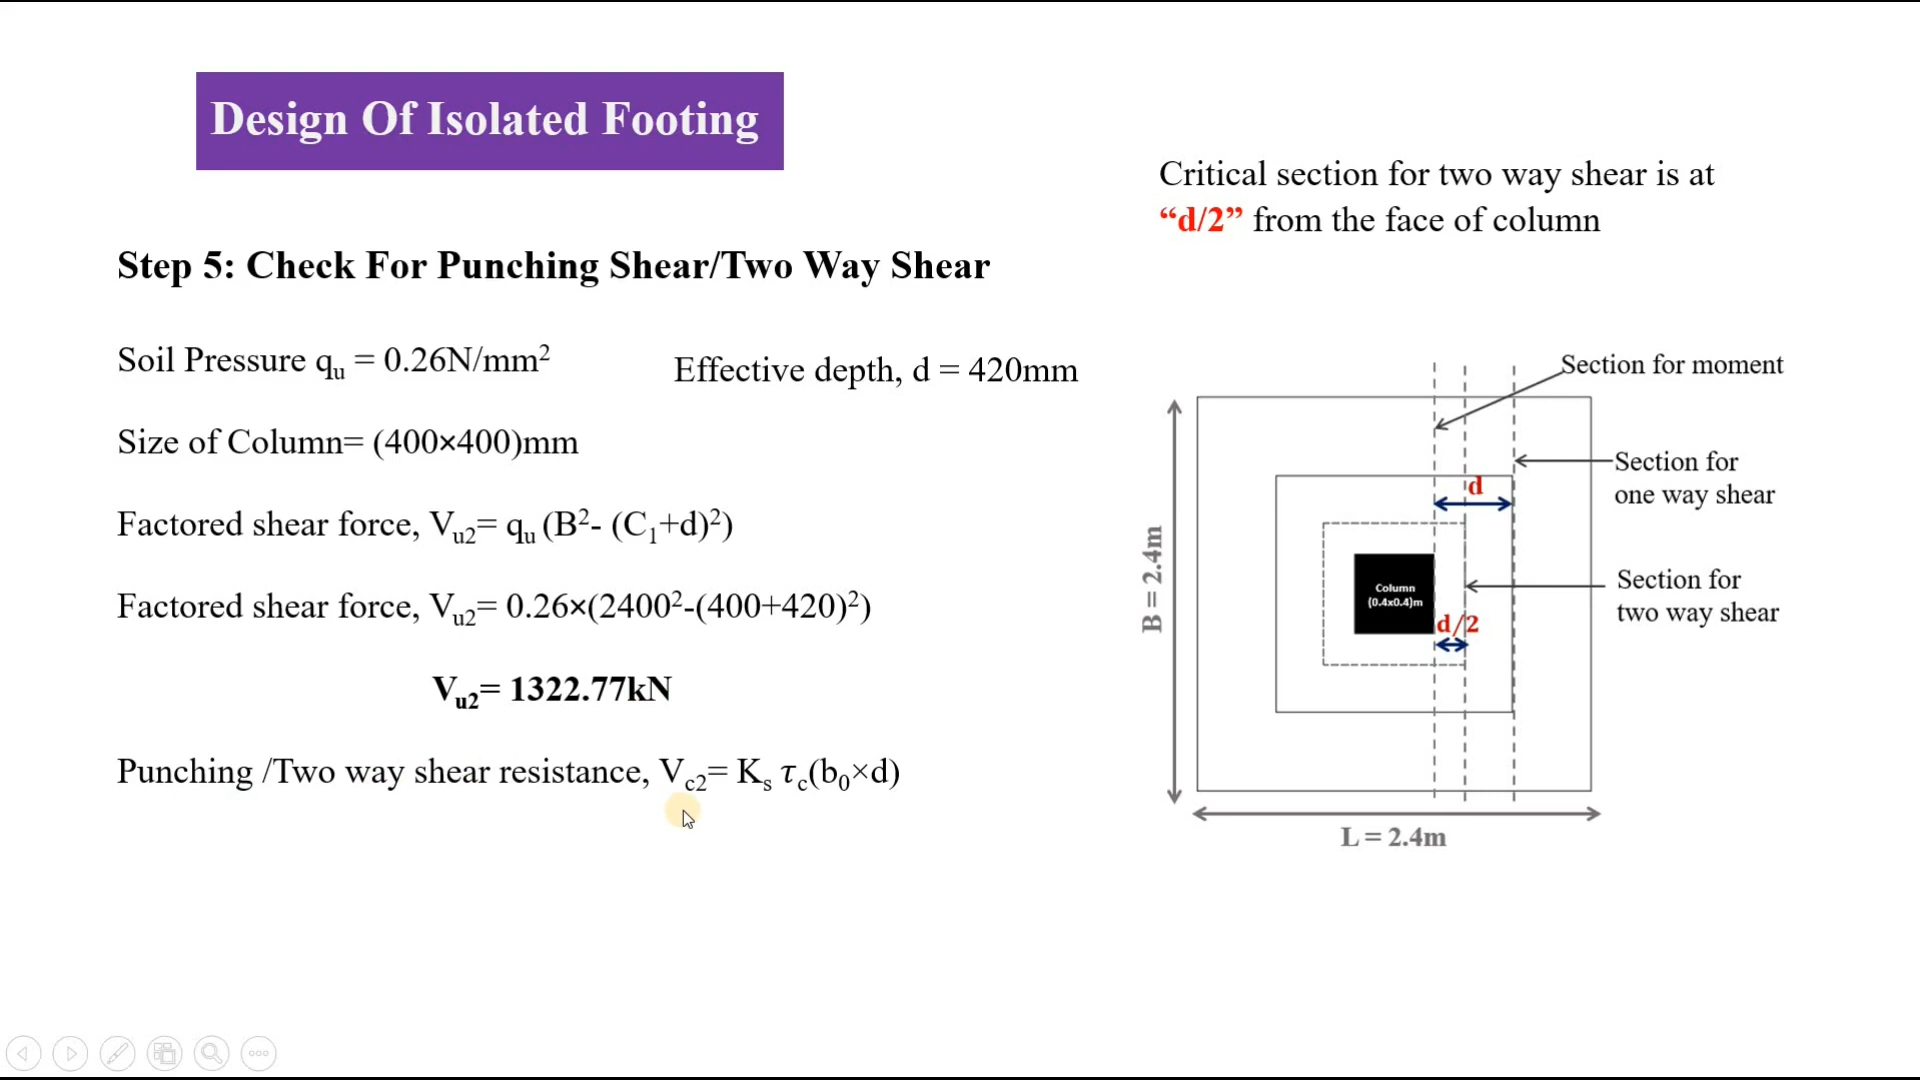 Design Of Isolated Footing
Critical section for two way shear is at
“d/2” from the face of column
Step 5: Check For Punching Shear/Two Way Shear
Soil Pressure qᵤ = 0.26N/mm²
Effective depth, d = 420mm
Size of Column= (400×400)mm
Factored shear force, Vᵤ₂= qᵤ (B²- (C₁+d)²)
Factored shear force, Vᵤ₂= 0.26×(2400²-(400+420)²)
Vᵤ₂= 1322.77kN
Punching /Two way shear resistance, V_c2= Kₛ τ_c(b₀×d)
Section for moment
Section for
one way shear
d
B = 2.4m
Column
(0.4x0.4)m
Section for
two way shear
d/2
L = 2.4m